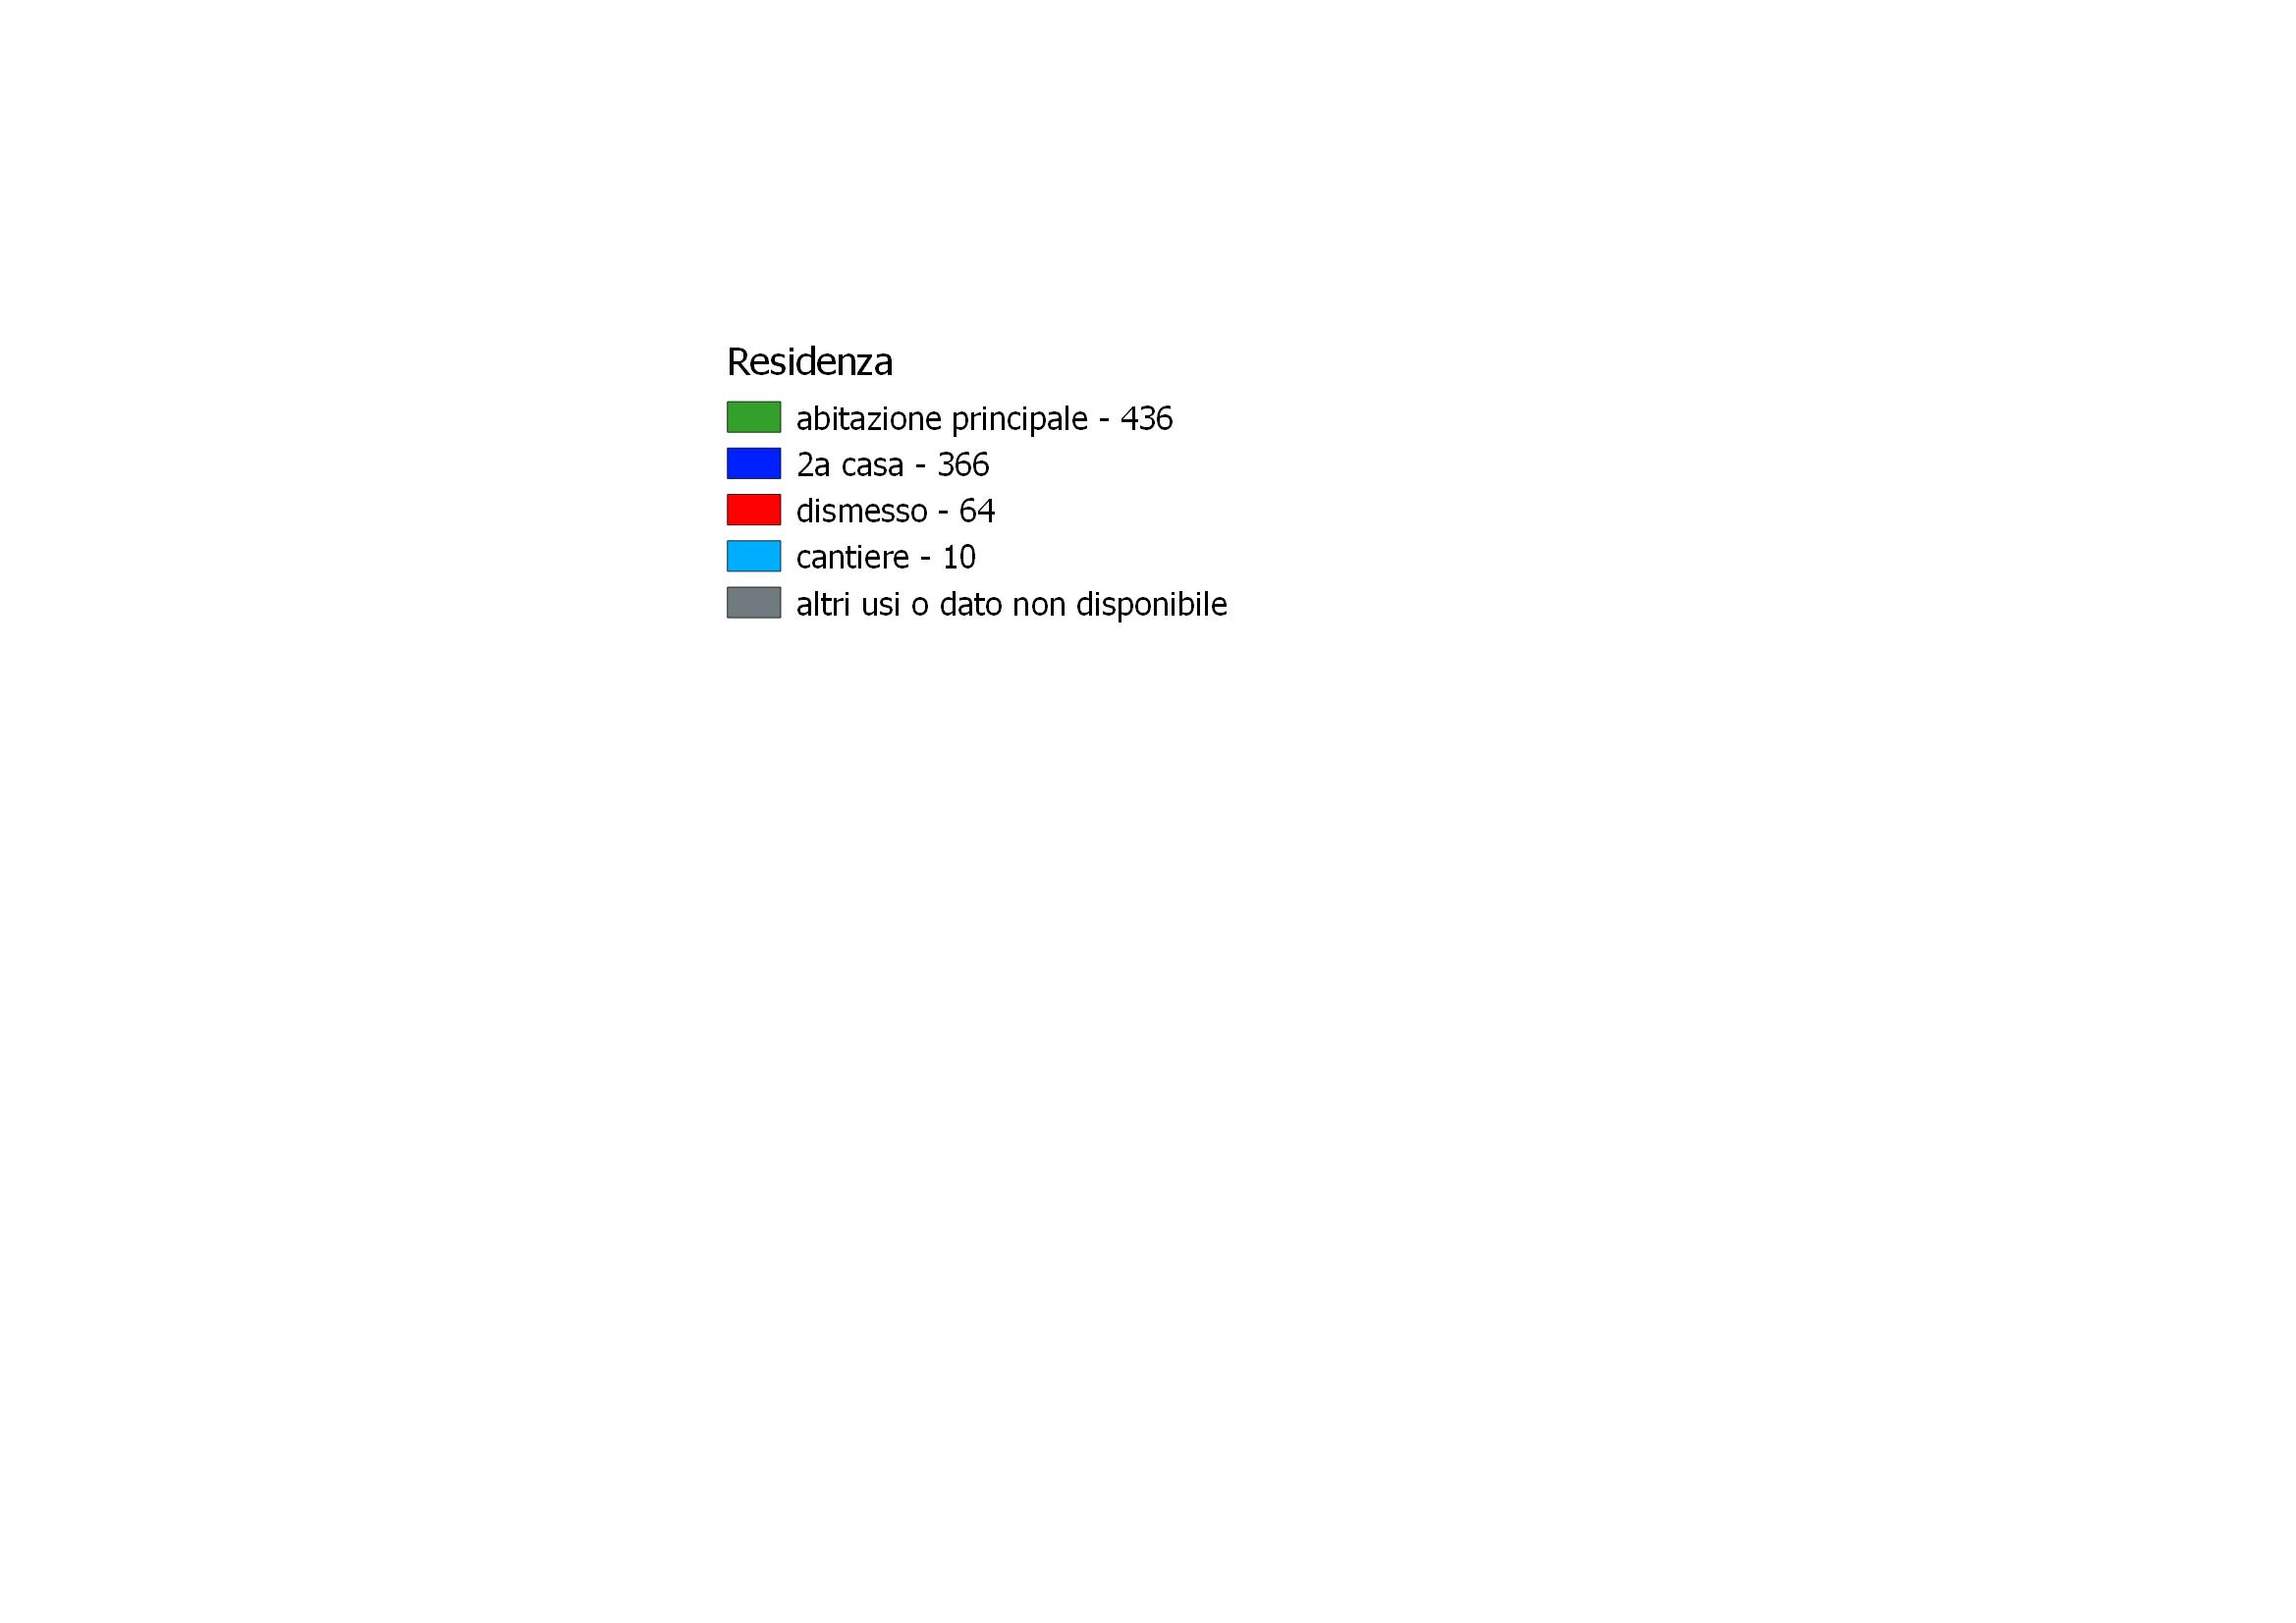 Residenza
abitazione principale - 436
2a casa - 366
dismesso - 64
cantiere - 10
altri usi o dato non disponibile